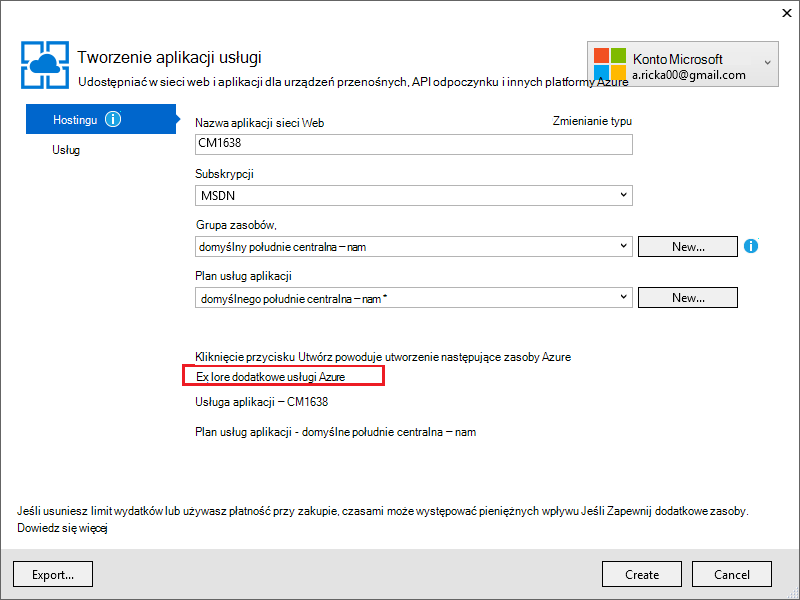 Tworzenie aplikacji usługi
Udostępniać w sieci web i aplikacji dla urządzeń przenośnych, API odpoczynku i innych platformy Azure
Konto Microsoft
a.ricka00@gmail.com
Hostingu
Usług
Nazwa aplikacji sieci Web
Zmienianie typu
CM1638
Subskrypcji
MSDN
Grupa zasobów,
domyślny południe centralna – nam
New...
Plan usług aplikacji
domyślnego południe centralna – nam *
New...
Kliknięcie przycisku Utwórz powoduje utworzenie następujące zasoby Azure
Ex lore dodatkowe usługi Azure
Usługa aplikacji – CM1638
Plan usług aplikacji - domyślne południe centralna – nam
Jeśli usuniesz limit wydatków lub używasz płatność przy zakupie, czasami może występować pieniężnych wpływu Jeśli Zapewnij dodatkowe zasoby.
Dowiedz się więcej
Export...
Create
Cancel